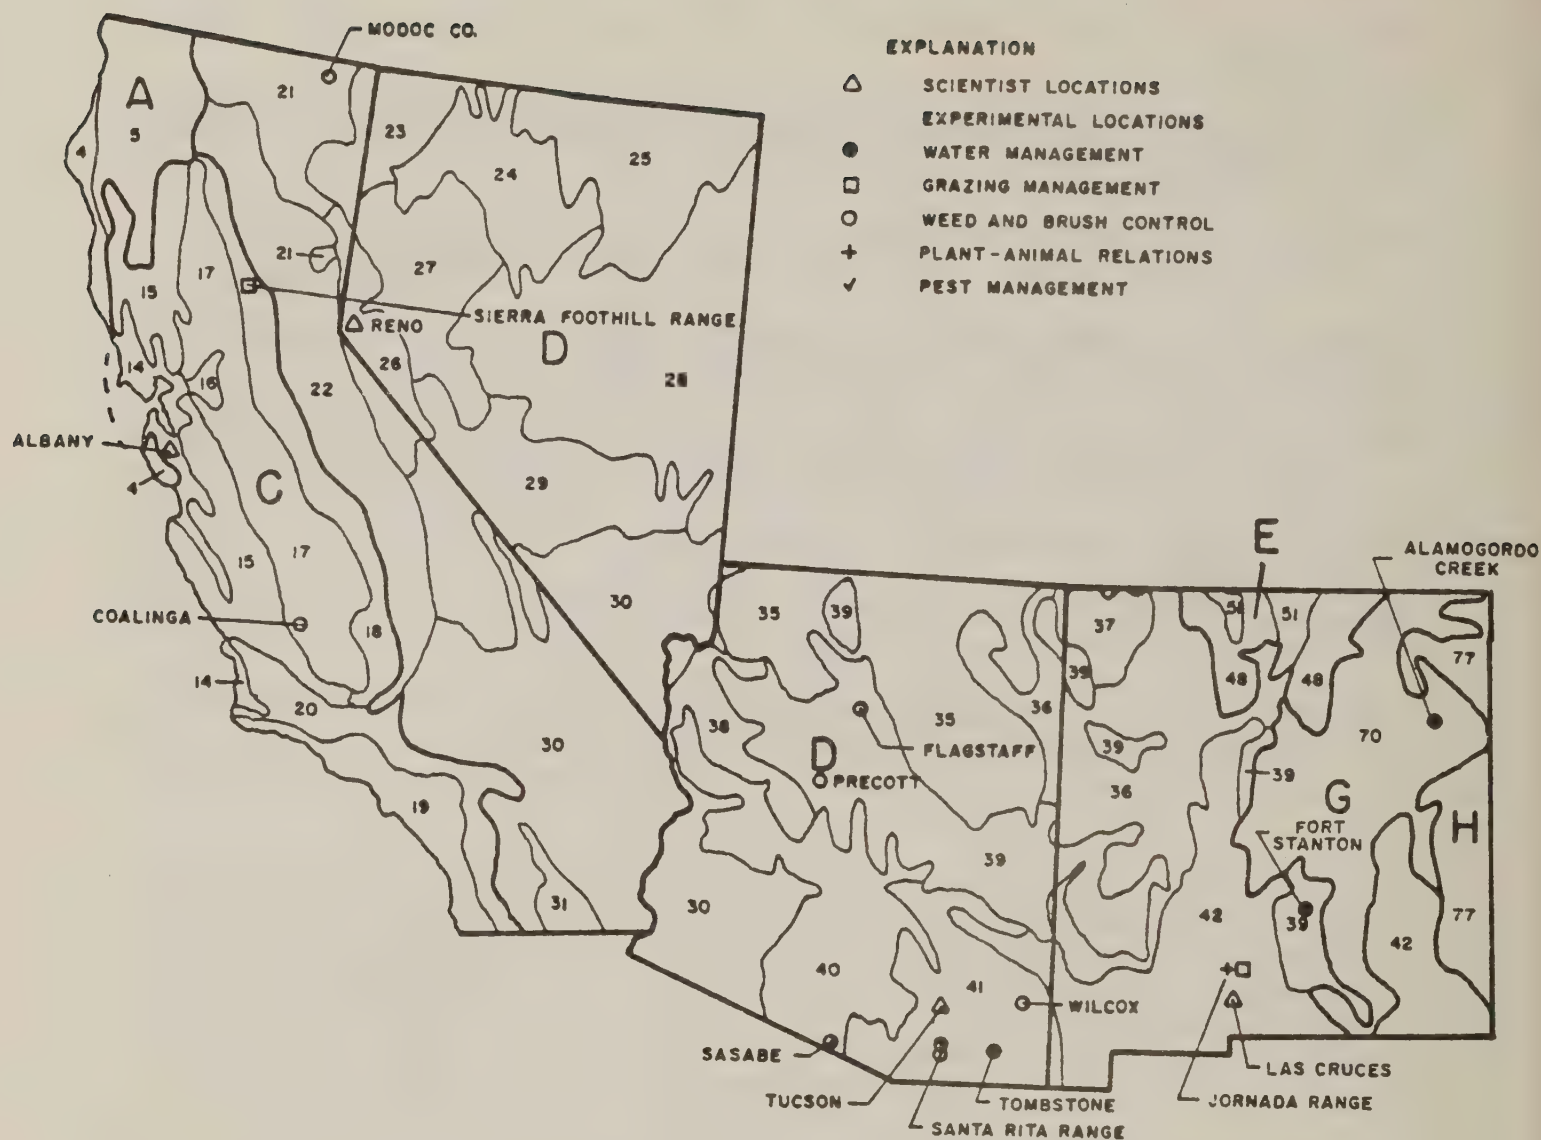 MODOC CO.
EXPLANATION
SCIENTIST LOCATIONS
EXPERIMENTAL LOCATIONS
WATER MANAGEMENT
GRAZING MANAGEMENT
WEED AND BRUSH CONTROL
PLANT-ANIMAL RELATIONS
PEST MANAGEMENT
A
5
4
21
23
24
25
17
21
27
15
SIERRA FOOTHILL RANGE
RENO
D
14
16
22
26
28
ALBANY
4
C
29
15
17
E
ALAMOGORDO
CREEK
COALINGA
18
30
35
39
37
51
51
77
14
20
38
35
36
39
48
48
70
30
D
FLAGSTAFF
39
39
PRECOTT
36
G
H
19
FORT
STANTON
39
31
30
42
39
42
77
40
41
WILCOX
SASABE
LAS CRUCES
TUCSON
TOMBSTONE
JORNADA RANGE
SANTA RITA RANGE